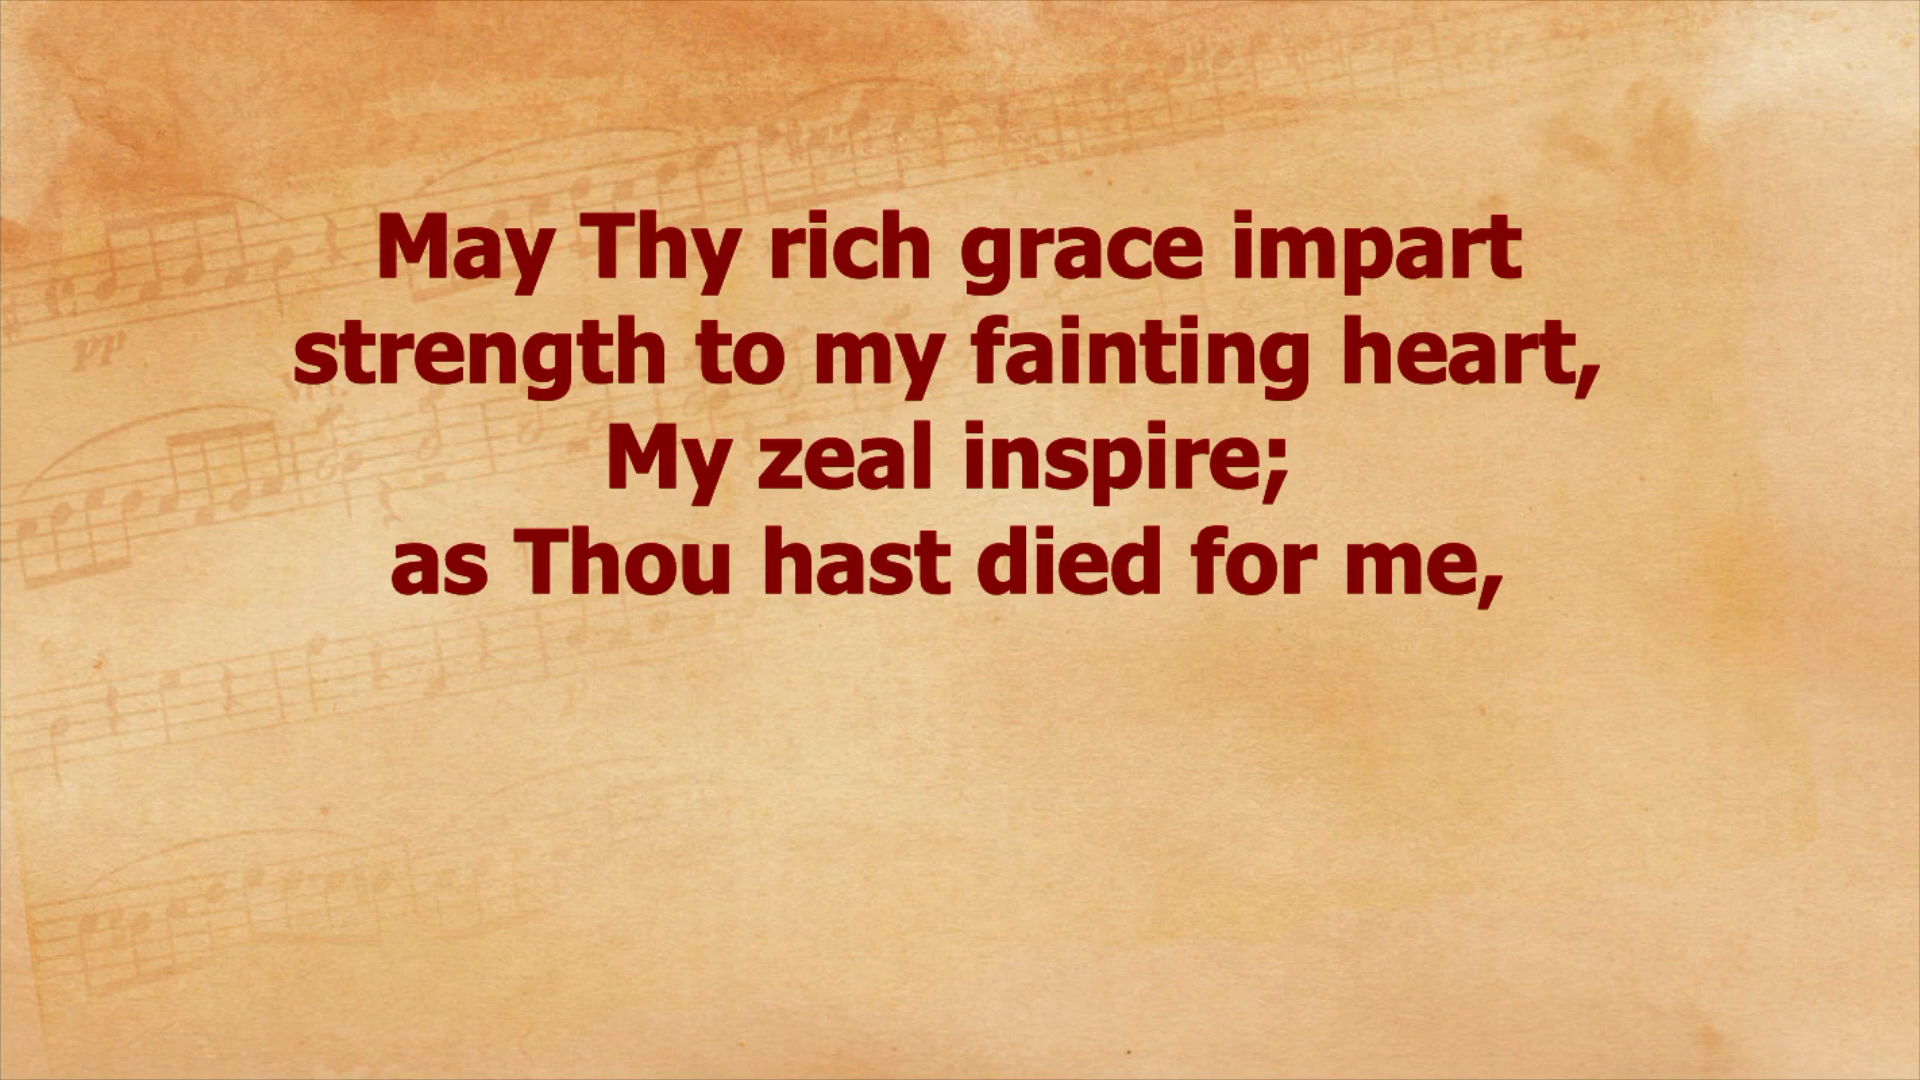 May Thy rich grace impart
strength to my fainting heart,
My zeal inspire;
as Thou hast died for me,
pp